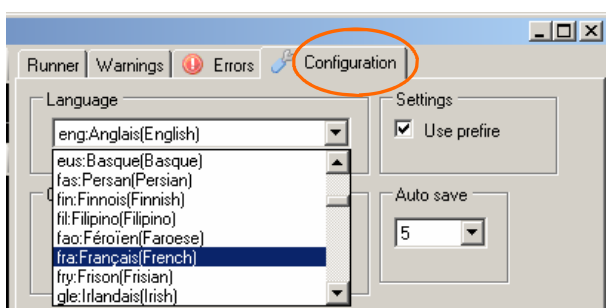 Runner Warnings Errors Configuration
Language
eng:Anglais(English)
eus:Basque(Basque)
fas:Persan(Persian)
fin:Finnois(Finnish)
fil:Filipino(Filipino)
fao:Féroïen(Faroese)
fra:Français(French)
fry:Frison(Frisian)
gle:Irlandais(Irish)
Settings
Use prefire
Auto save
5